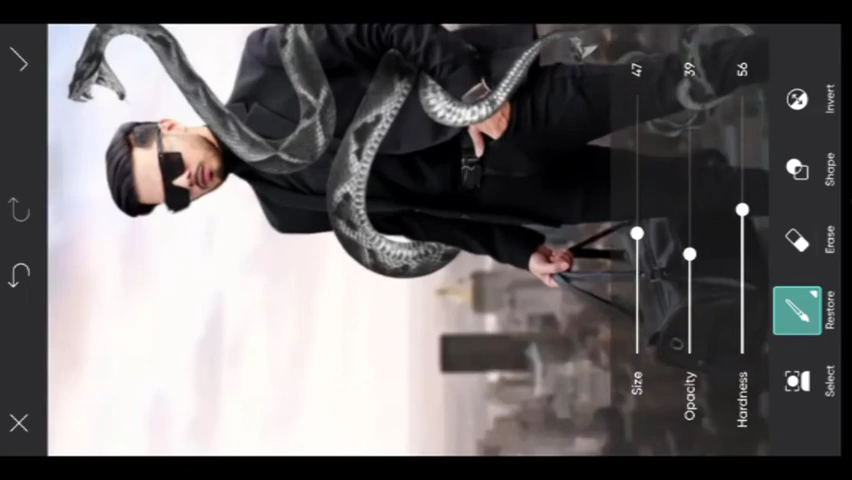 Size 47
Opacity 39
Hardness 56
Select
Restore
Erase
Shape
Invert